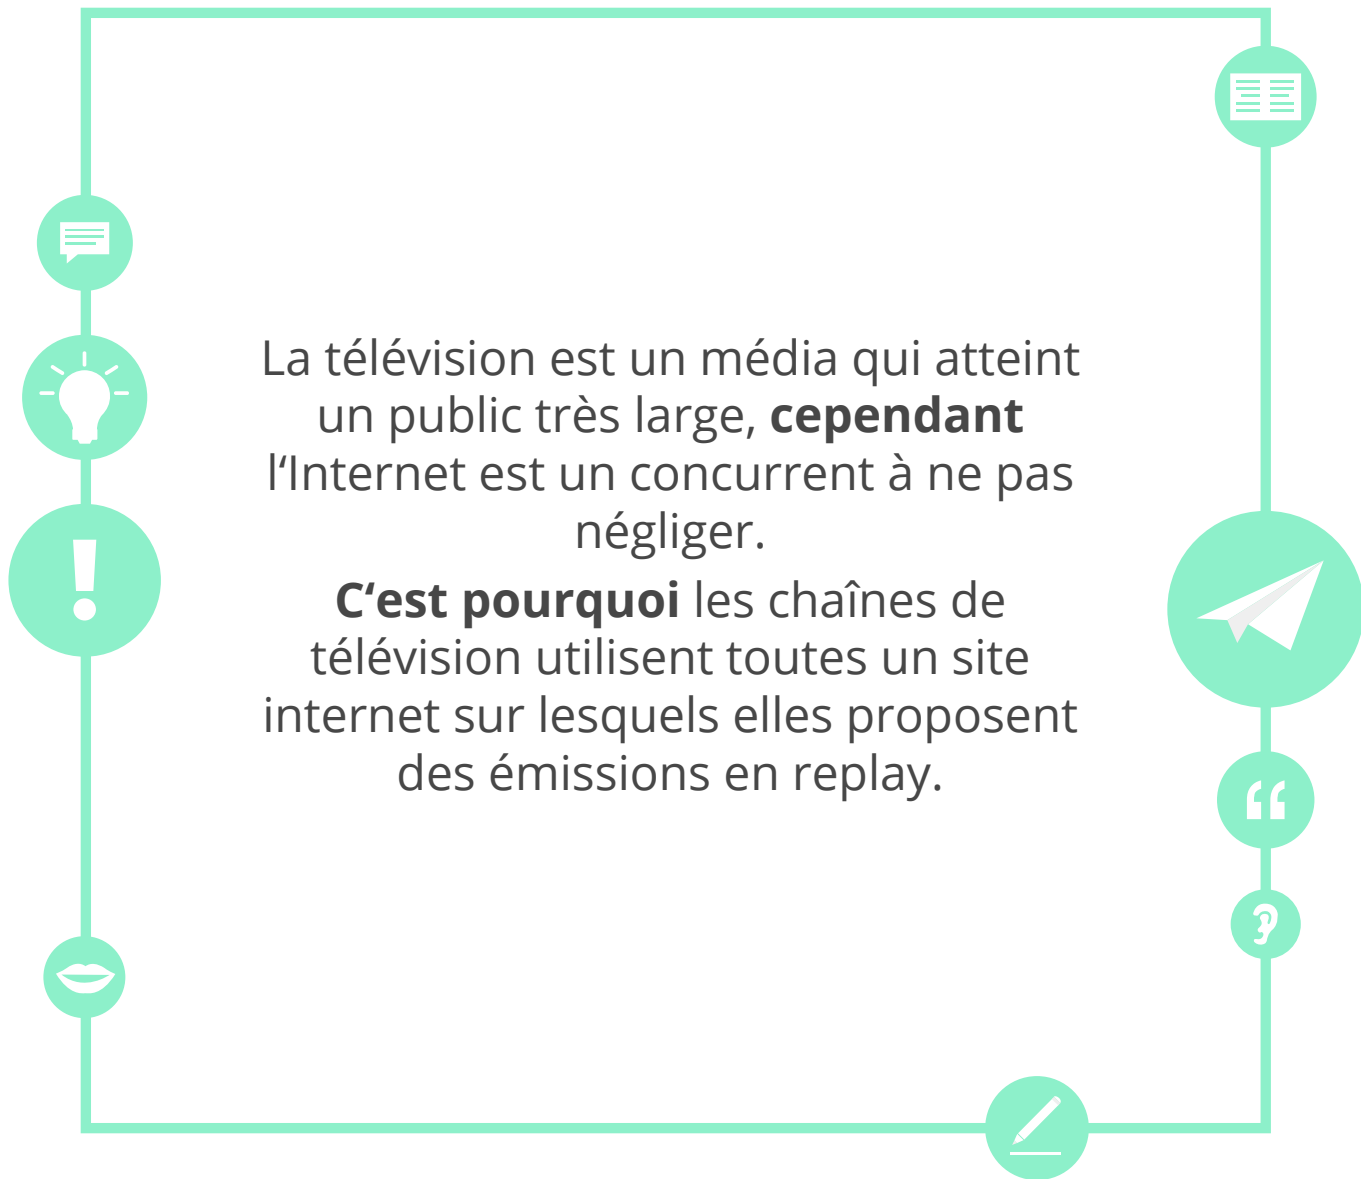 La télévision est un média qui atteint
un public très large, cependant
l‘Internet est un concurrent à ne pas
négliger.
C‘est pourquoi les chaînes de
télévision utilisent toutes un site
internet sur lesquels elles proposent
des émissions en replay.